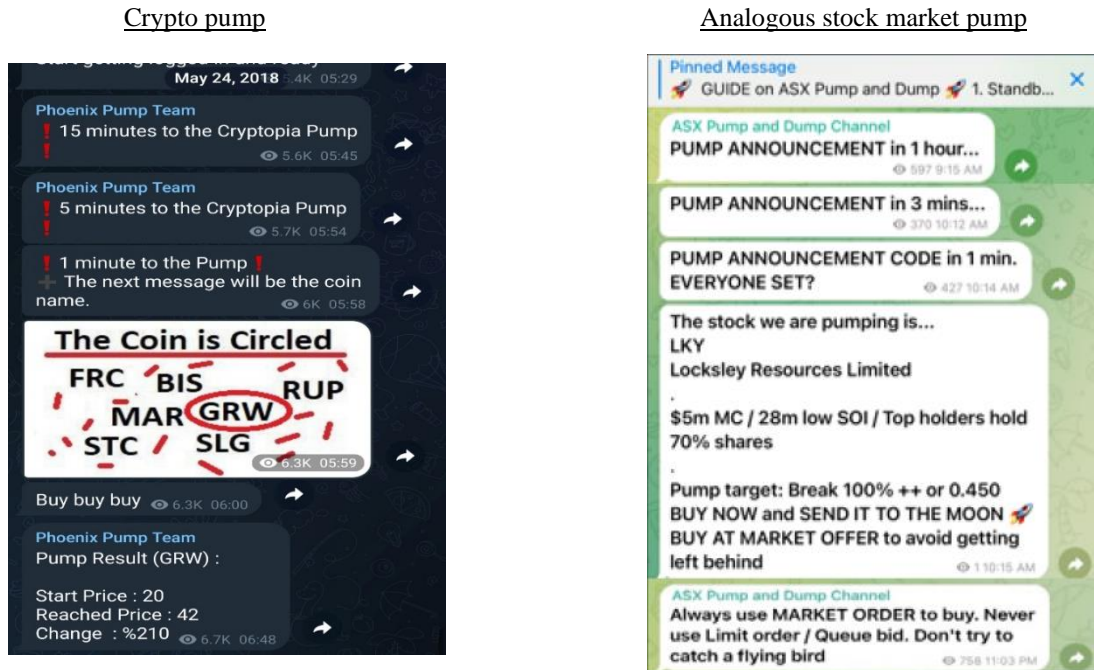 Crypto pump
May 24, 2018
5.4K 05:29
Phoenix Pump Team
❗ 15 minutes to the Cryptopia Pump
❗
5.6K 05:45
Phoenix Pump Team
❗ 5 minutes to the Cryptopia Pump
❗
5.7K 05:54
❗ 1 minute to the Pump ❗
➕ The next message will be the coin
name.
6K 05:58
The Coin is Circled
FRC BIS RUP
MAR GRW
STC SLG
6.3K 05:59
Buy buy buy 6.3K 06:00
Phoenix Pump Team
Pump Result (GRW) :
Start Price : 20
Reached Price : 42
Change : %210 6.7K 06:48
Analogous stock market pump
Pinned Message
🚀 GUIDE on ASX Pump and Dump 🚀 1. Standb...
ASX Pump and Dump Channel
PUMP ANNOUNCEMENT in 1 hour...
597 9:15 AM
PUMP ANNOUNCEMENT in 3 mins...
370 10:12 AM
PUMP ANNOUNCEMENT CODE in 1 min.
EVERYONE SET?
427 10:14 AM
The stock we are pumping is...
LKY
Locksley Resources Limited
.
$5m MC / 28m low SOI / Top holders hold
70% shares
.
Pump target: Break 100% ++ or 0.450
BUY NOW and SEND IT TO THE MOON 🚀
BUY AT MARKET OFFER to avoid getting
left behind
1 10:15 AM
ASX Pump and Dump Channel
Always use MARKET ORDER to buy. Never
use Limit order / Queue bid. Don't try to
catch a flying bird
758 11:03 PM